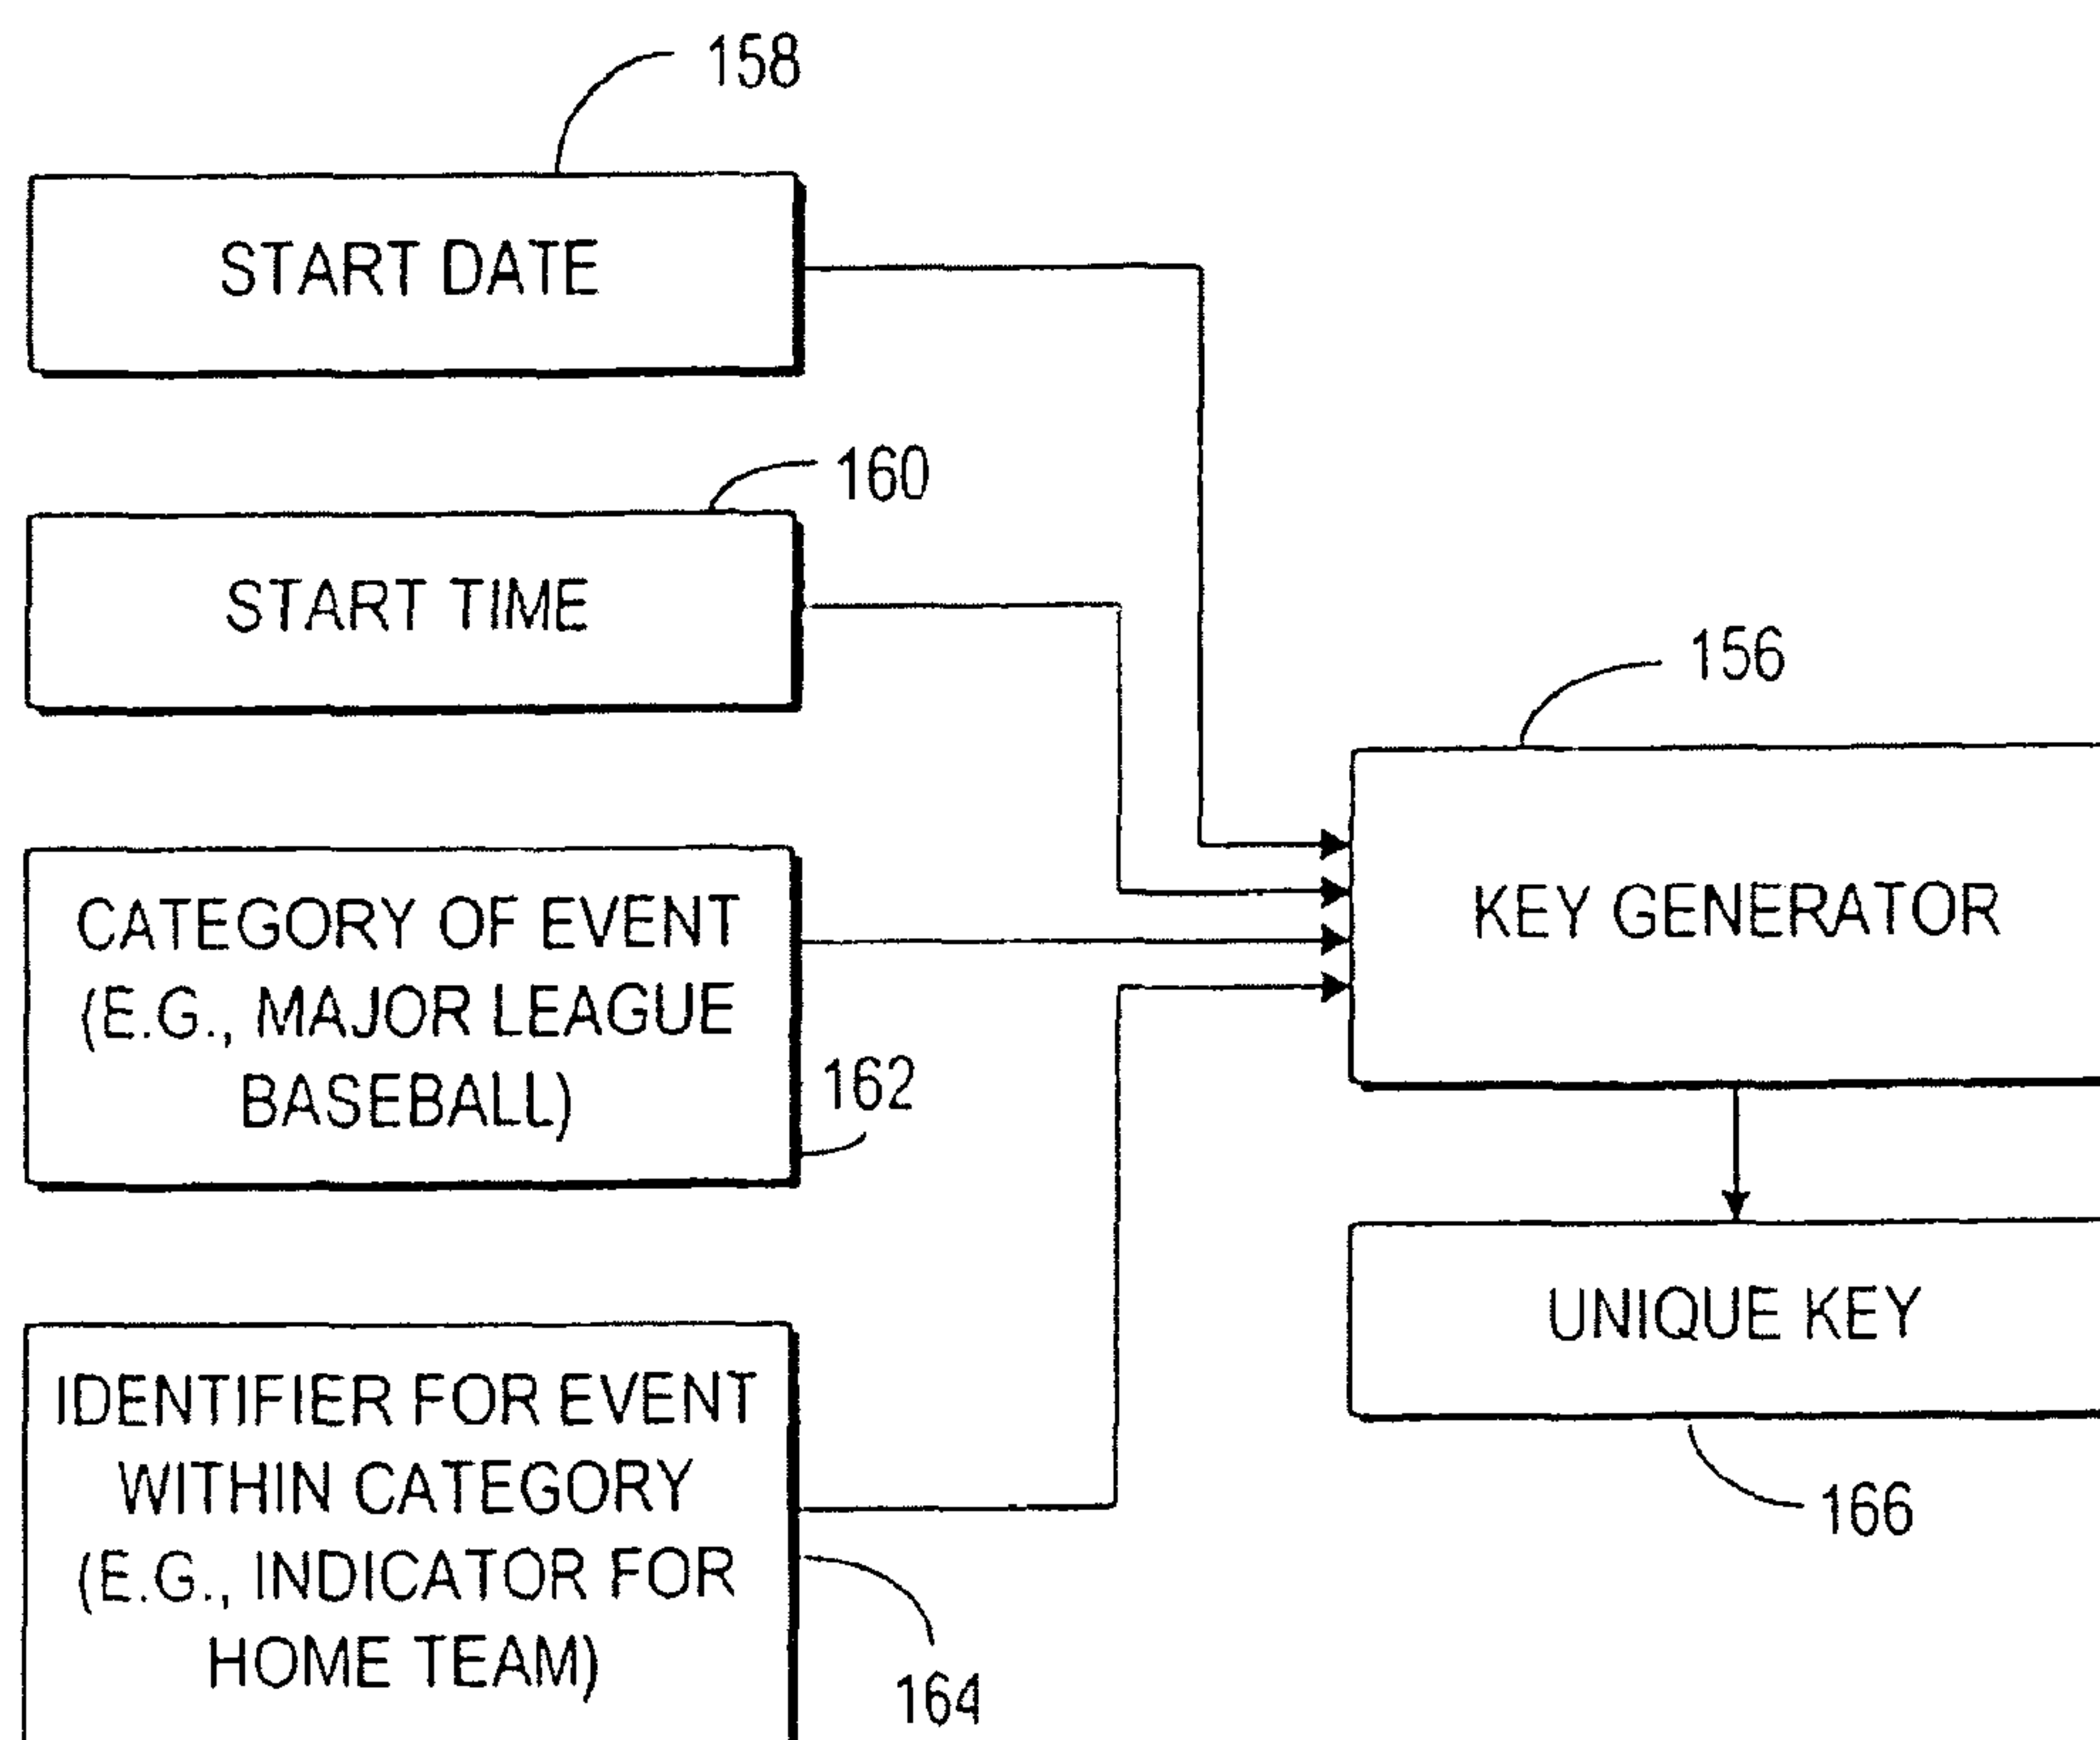 158
START DATE
160
START TIME
156
KEY GENERATOR
CATEGORY OF EVENT
(E.G., MAJOR LEAGUE
BASEBALL)
162
UNIQUE KEY
166
IDENTIFIER FOR EVENT
WITHIN CATEGORY
(E.G., INDICATOR FOR
HOME TEAM)
164